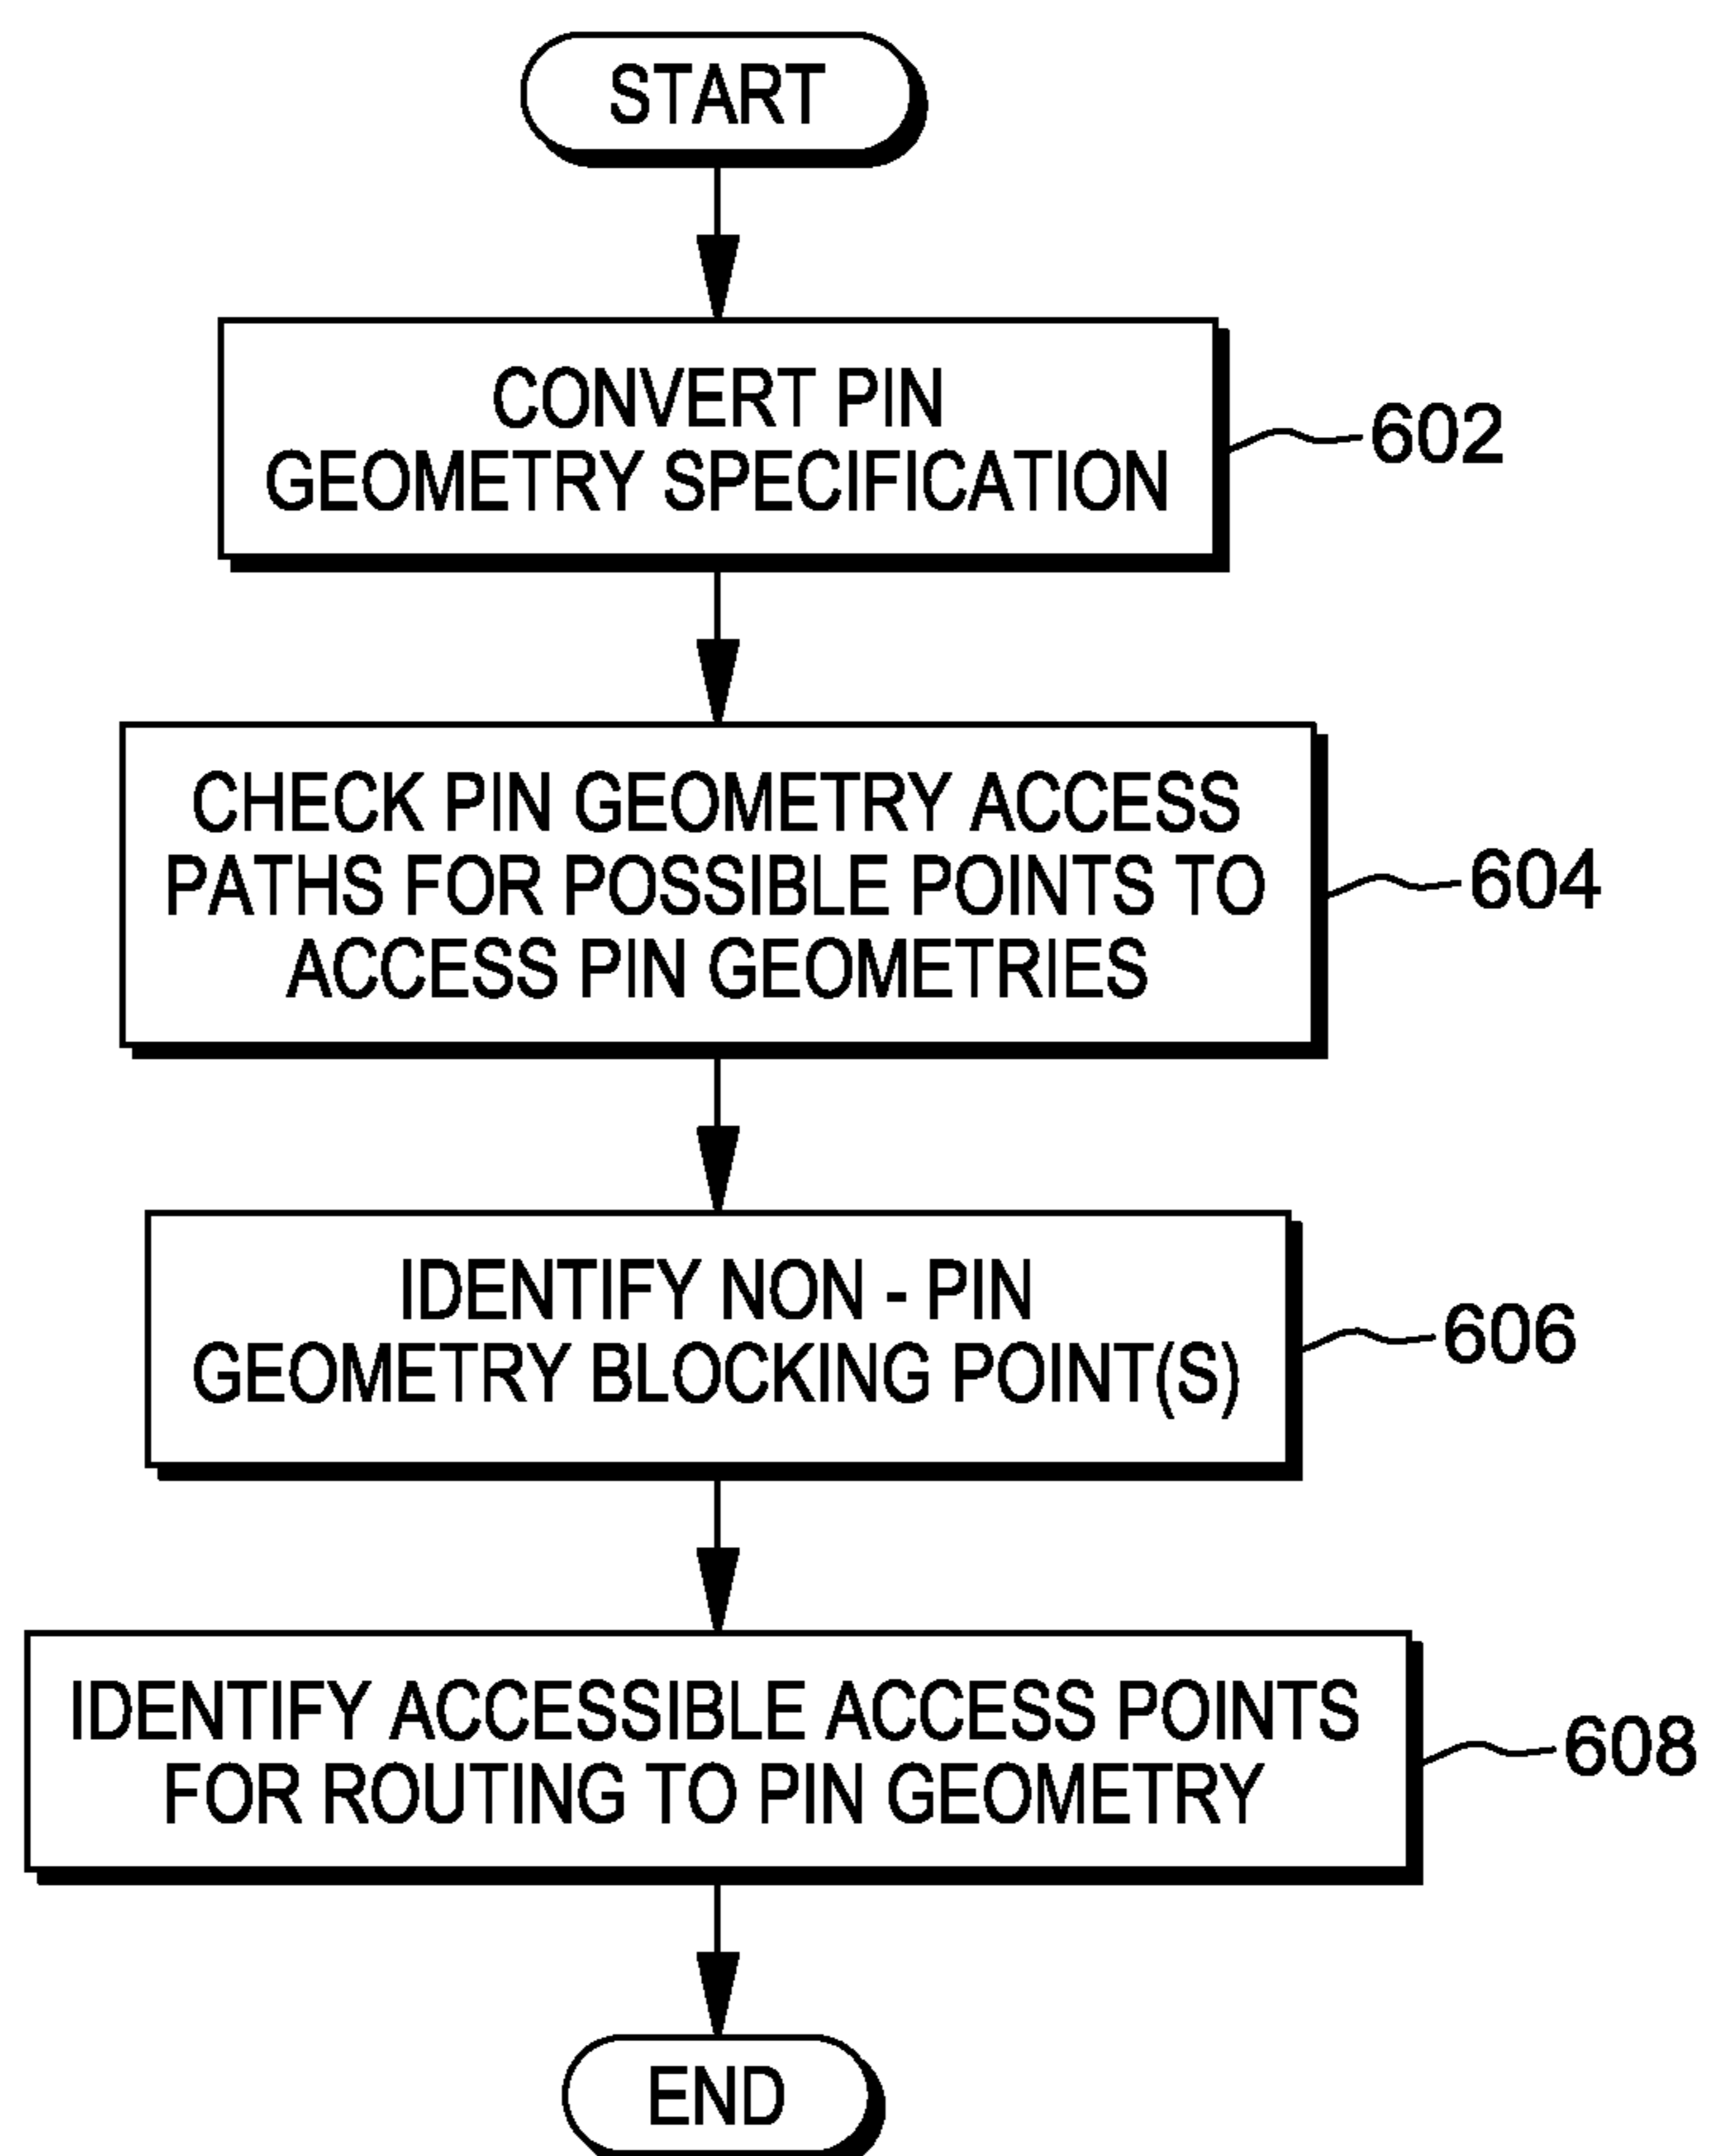 START
CONVERT PIN
GEOMETRY SPECIFICATION
602
CHECK PIN GEOMETRY ACCESS
PATHS FOR POSSIBLE POINTS TO
ACCESS PIN GEOMETRIES
604
IDENTIFY NON - PIN
GEOMETRY BLOCKING POINT(S)
606
IDENTIFY ACCESSIBLE ACCESS POINTS
FOR ROUTING TO PIN GEOMETRY
608
END